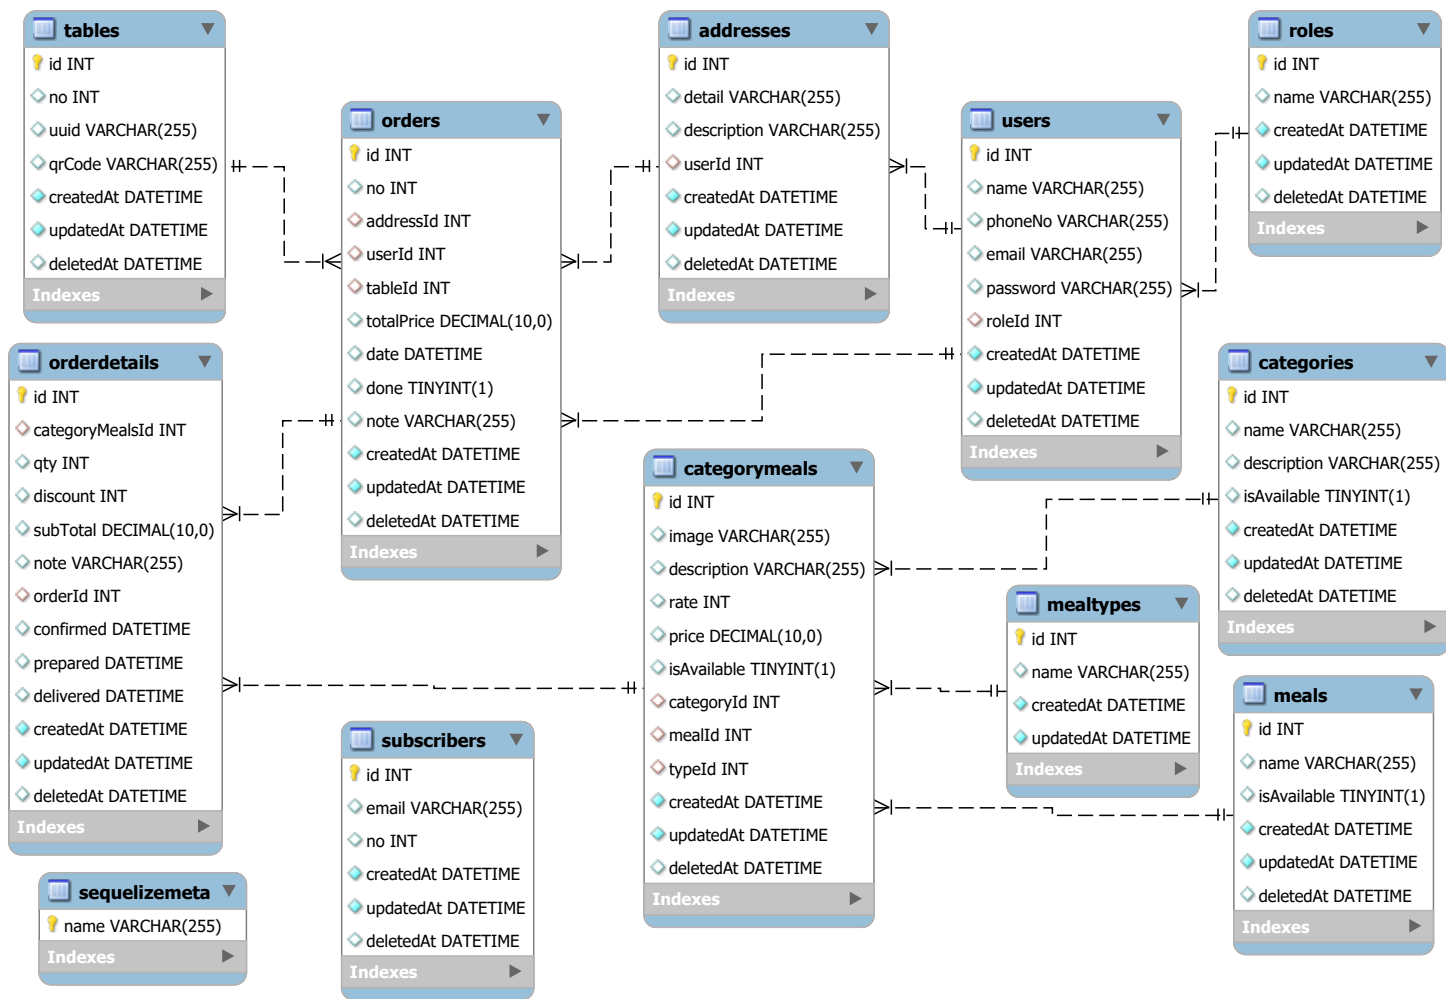 tables
id INT
no INT
uuid VARCHAR(255)
qrCode VARCHAR(255)
createdAt DATETIME
updatedAt DATETIME
deletedAt DATETIME
Indexes
orders
id INT
no INT
addressId INT
userId INT
tableId INT
totalPrice DECIMAL(10,0)
date DATETIME
done TINYINT(1)
note VARCHAR(255)
createdAt DATETIME
updatedAt DATETIME
deletedAt DATETIME
Indexes
addresses
id INT
detail VARCHAR(255)
description VARCHAR(255)
userId INT
createdAt DATETIME
updatedAt DATETIME
deletedAt DATETIME
Indexes
users
id INT
name VARCHAR(255)
phoneNo VARCHAR(255)
email VARCHAR(255)
password VARCHAR(255)
roleId INT
createdAt DATETIME
updatedAt DATETIME
deletedAt DATETIME
Indexes
roles
id INT
name VARCHAR(255)
createdAt DATETIME
updatedAt DATETIME
deletedAt DATETIME
Indexes
orderdetails
id INT
categoryMealsId INT
qty INT
discount INT
subTotal DECIMAL(10,0)
note VARCHAR(255)
orderId INT
confirmed DATETIME
prepared DATETIME
delivered DATETIME
createdAt DATETIME
updatedAt DATETIME
deletedAt DATETIME
Indexes
categorymeals
id INT
image VARCHAR(255)
description VARCHAR(255)
rate INT
price DECIMAL(10,0)
isAvailable TINYINT(1)
categoryId INT
mealId INT
typeId INT
createdAt DATETIME
updatedAt DATETIME
deletedAt DATETIME
Indexes
categories
id INT
name VARCHAR(255)
description VARCHAR(255)
isAvailable TINYINT(1)
createdAt DATETIME
updatedAt DATETIME
deletedAt DATETIME
Indexes
mealtypes
id INT
name VARCHAR(255)
createdAt DATETIME
updatedAt DATETIME
Indexes
meals
id INT
name VARCHAR(255)
isAvailable TINYINT(1)
createdAt DATETIME
updatedAt DATETIME
deletedAt DATETIME
Indexes
subscribers
id INT
email VARCHAR(255)
no INT
createdAt DATETIME
updatedAt DATETIME
deletedAt DATETIME
Indexes
sequelizemeta
name VARCHAR(255)
Indexes